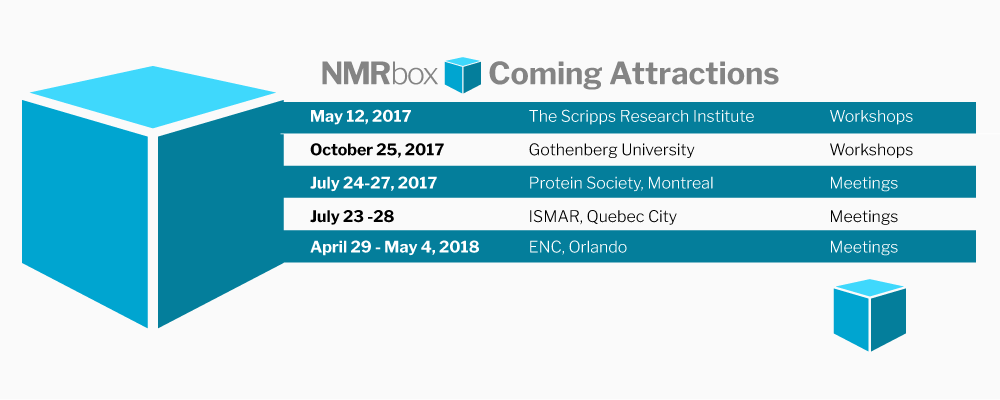 NMRbox Coming Attractions
May 12, 2017 The Scripps Research Institute Workshops
October 25, 2017 Gothenberg University Workshops
July 24-27, 2017 Protein Society, Montreal Meetings
July 23 -28 ISMAR, Quebec City Meetings
April 29 - May 4, 2018 ENC, Orlando Meetings